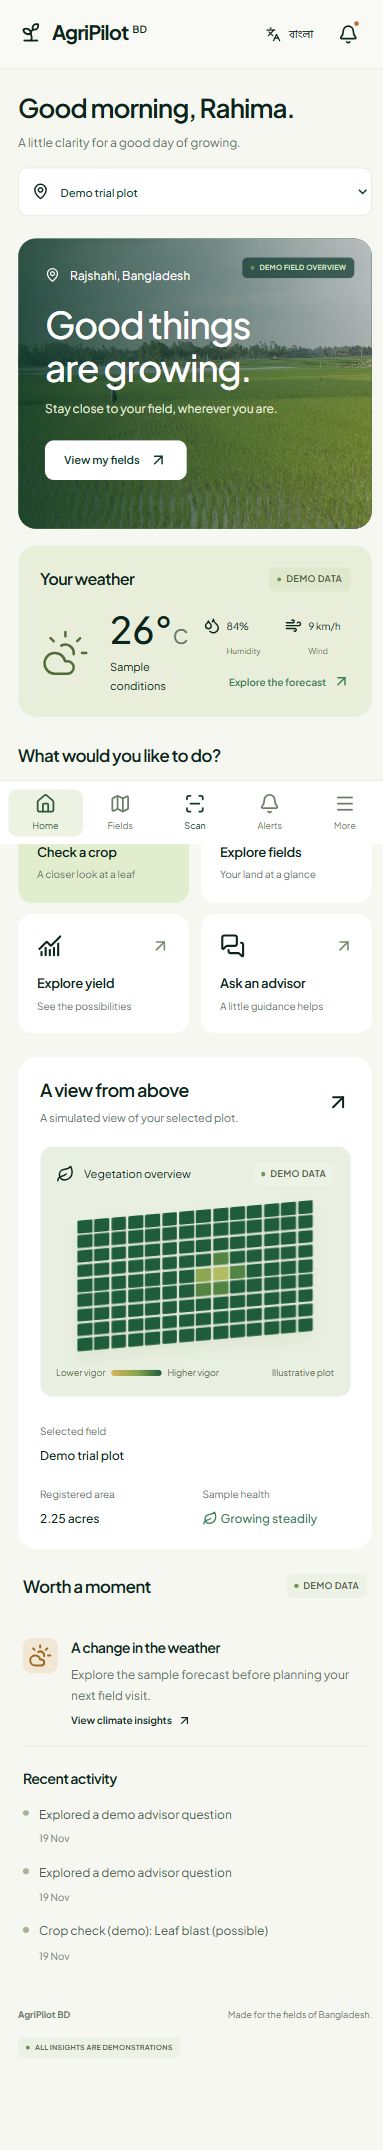 AgriPilot BD
বাংলা
Good morning, Rahima.
A little clarity for a good day of growing.
Demo trial plot
Rajshahi, Bangladesh
DEMO FIELD OVERVIEW
Good things
are growing.
Stay close to your field, wherever you are.
View my fields
Your weather
DEMO DATA
26°C
Sample
conditions
84%
Humidity
9 km/h
Wind
Explore the forecast
What would you like to do?
Home
Fields
Scan
Alerts
More
Check a crop
A closer look at a leaf
Explore fields
Your land at a glance
Explore yield
See the possibilities
Ask an advisor
A little guidance helps
A view from above
A simulated view of your selected plot.
Vegetation overview
DEMO DATA
Lower vigor
Higher vigor
Illustrative plot
Selected field
Demo trial plot
Registered area
2.25 acres
Sample health
Growing steadily
Worth a moment
DEMO DATA
A change in the weather
Explore the sample forecast before planning your
next field visit.
View climate insights
Recent activity
Explored a demo advisor question
19 Nov
Explored a demo advisor question
19 Nov
Crop check (demo): Leaf blast (possible)
19 Nov
AgriPilot BD
Made for the fields of Bangladesh.
ALL INSIGHTS ARE DEMONSTRATIONS